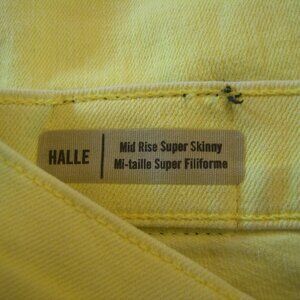 HALLE
Mid Rise Super Skinny
Mi-taille Super Filiforme